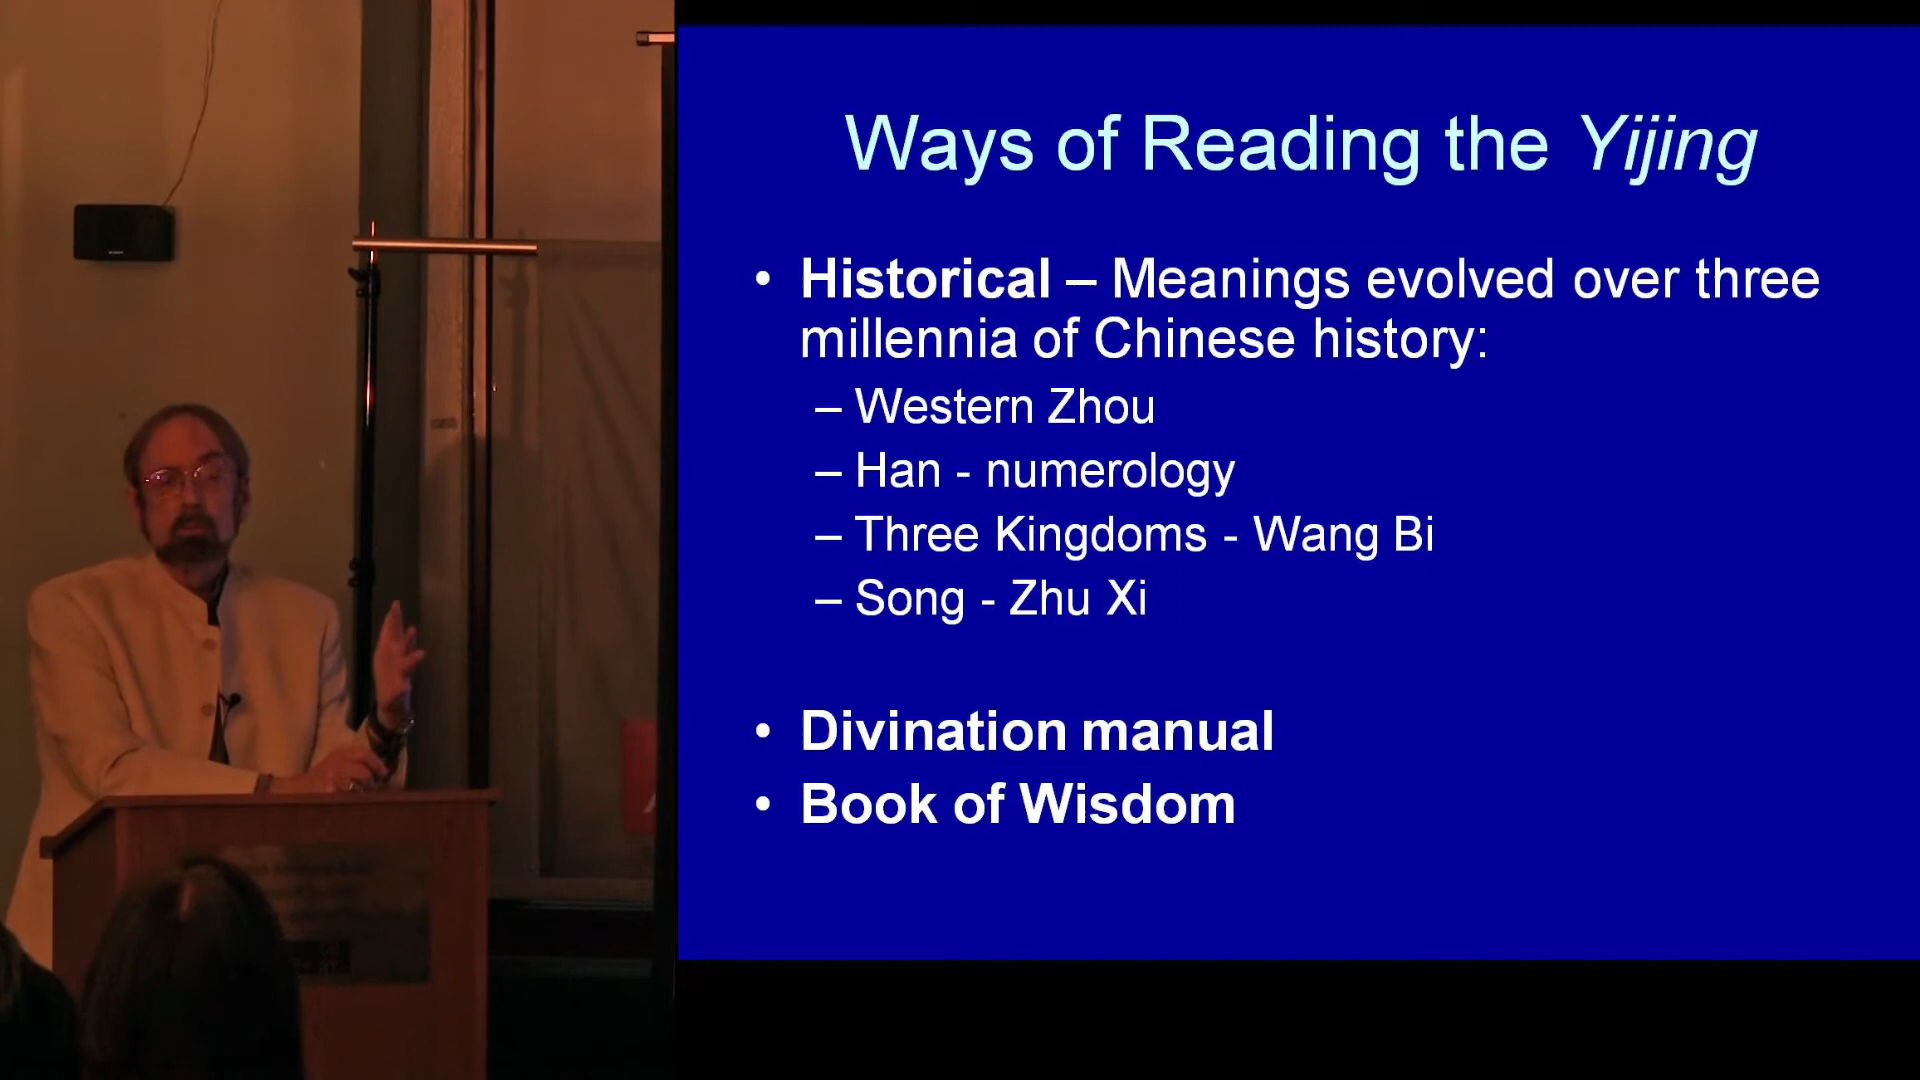 Ways of Reading the Yijing
• Historical – Meanings evolved over three
millennia of Chinese history:
– Western Zhou
– Han - numerology
– Three Kingdoms - Wang Bi
– Song - Zhu Xi
• Divination manual
• Book of Wisdom